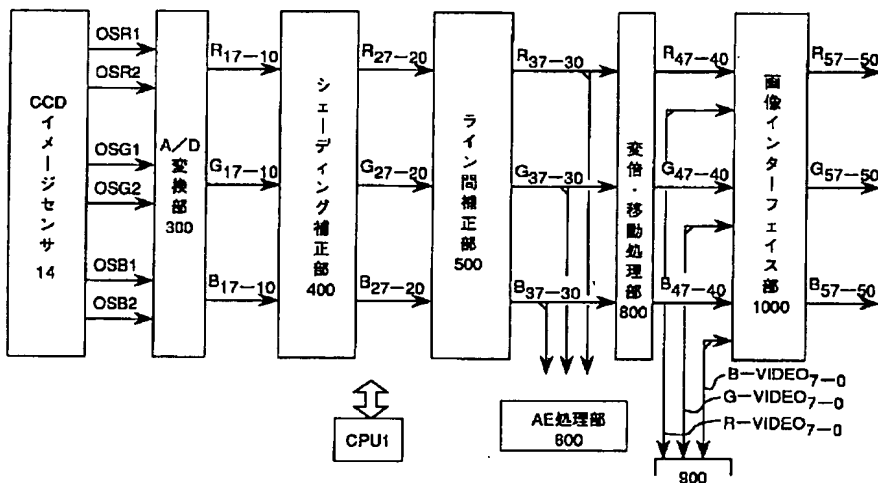 CCDイメージセンサ
14
OSR1
OSR2
OSG1
OSG2
OSB1
OSB2
A/D
変換部
300
R17-10
G17-10
B17-10
シェーディング補正部
400
R27-20
G27-20
B27-20
ライン間補正部
500
R37-30
G37-30
B37-30
変倍・移動処理部
800
R47-40
G47-40
B47-40
画像インターフェイス部
1000
R57-50
G57-50
B57-50
CPU1
AE処理部
600
B-VIDEO7-0
G-VIDEO7-0
R-VIDEO7-0
900